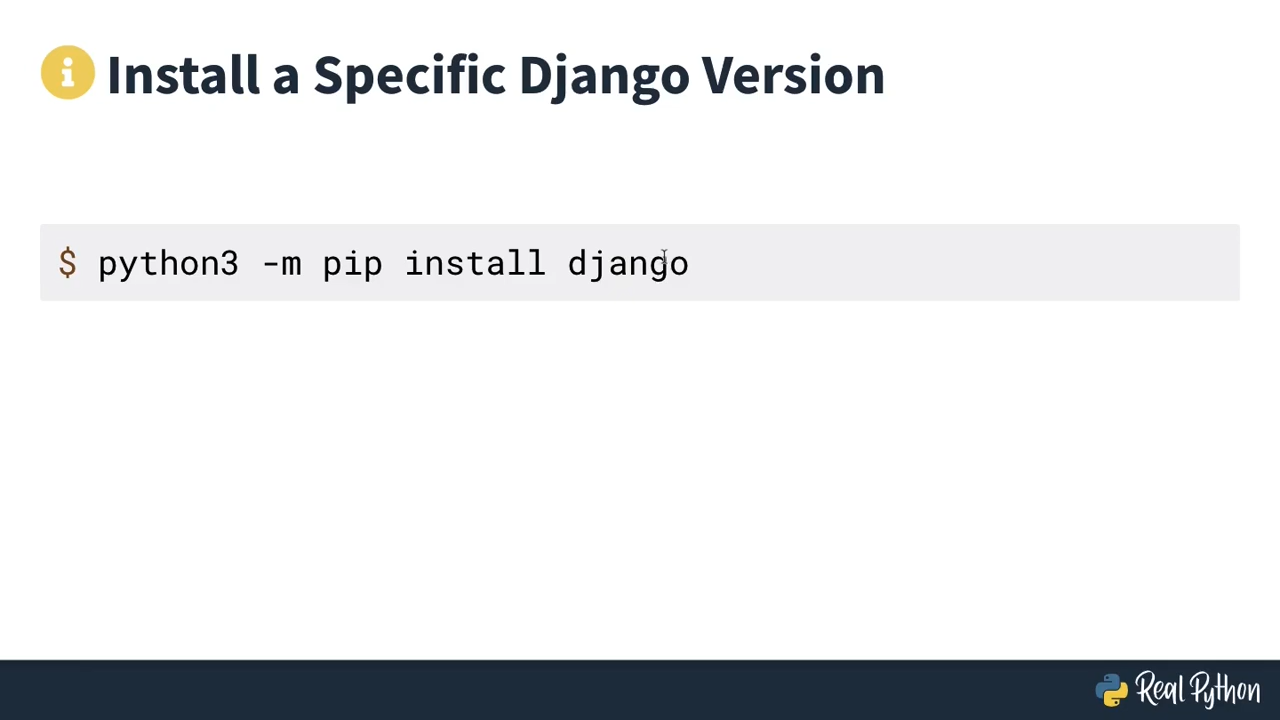 Install a Specific Django Version
$ python3 -m pip install django
Real Python